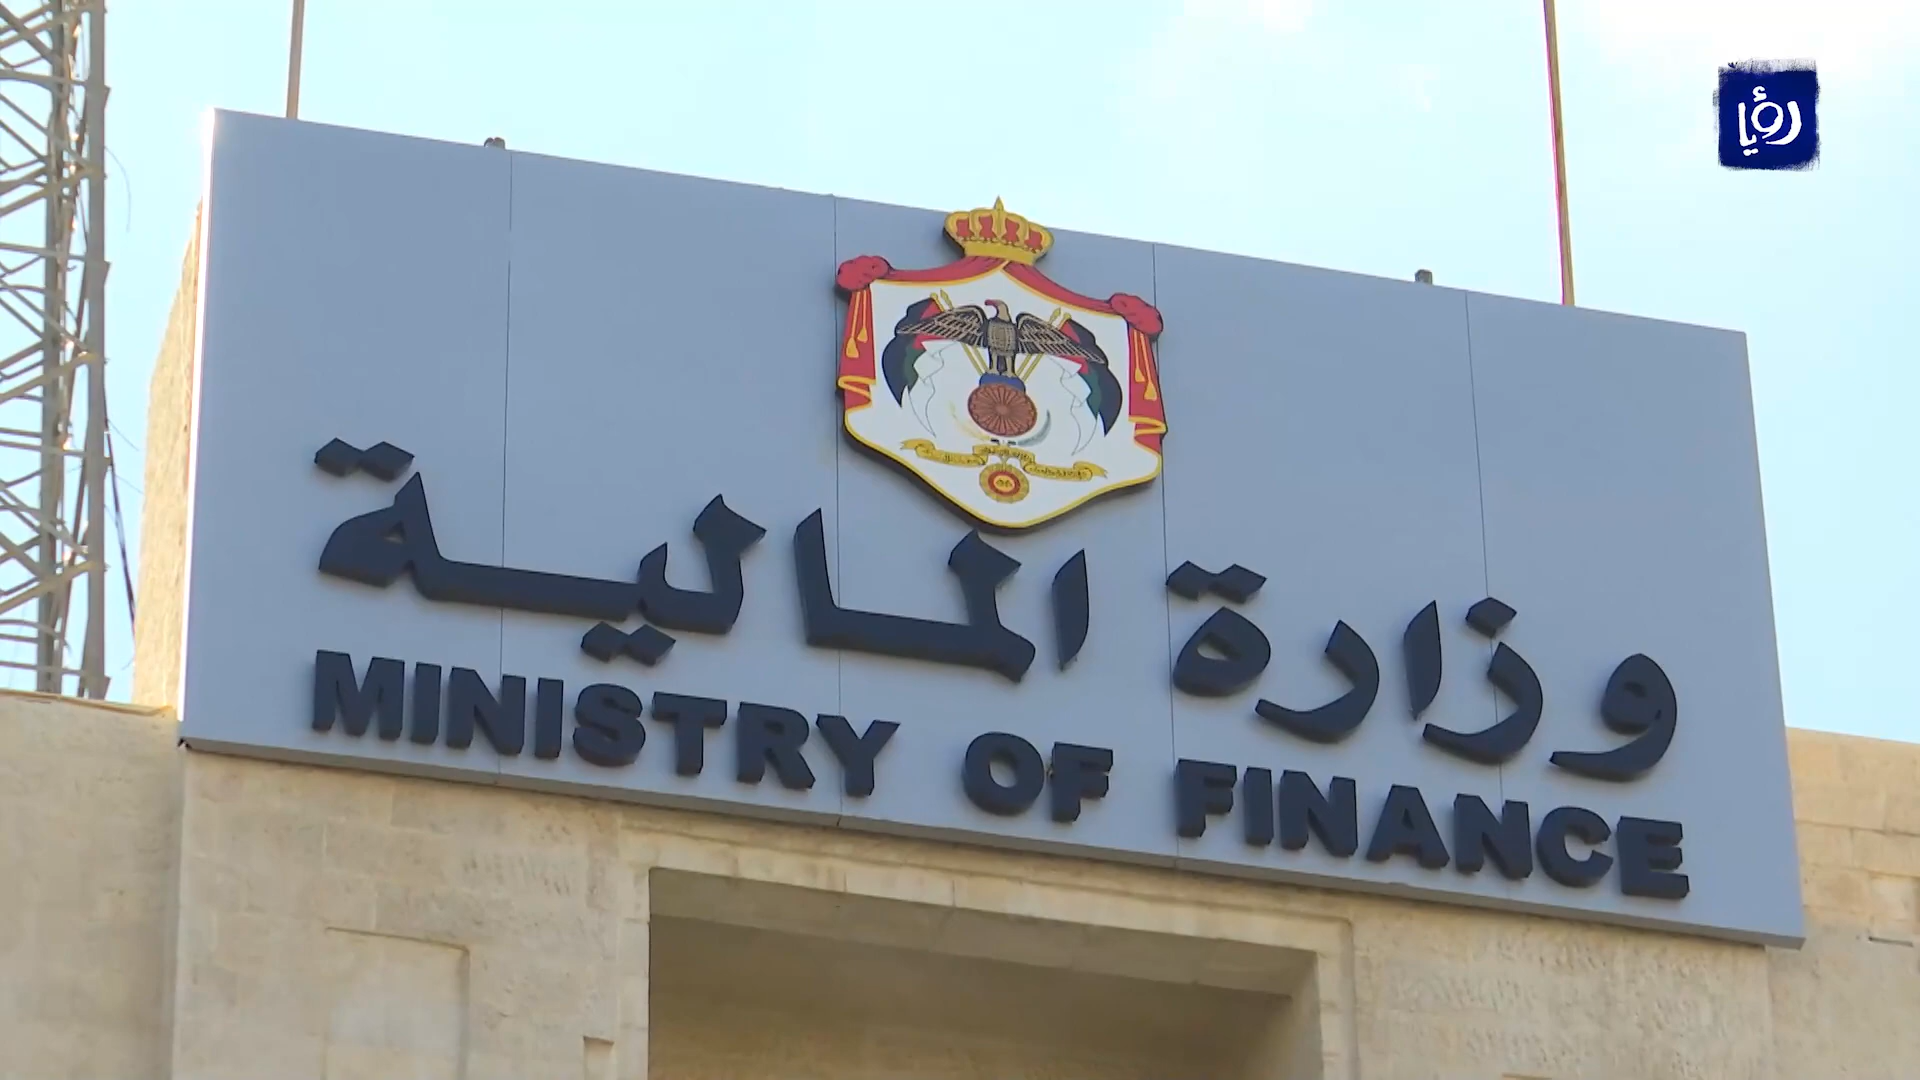 رؤيا
وزارة المالية
MINISTRY OF FINANCE